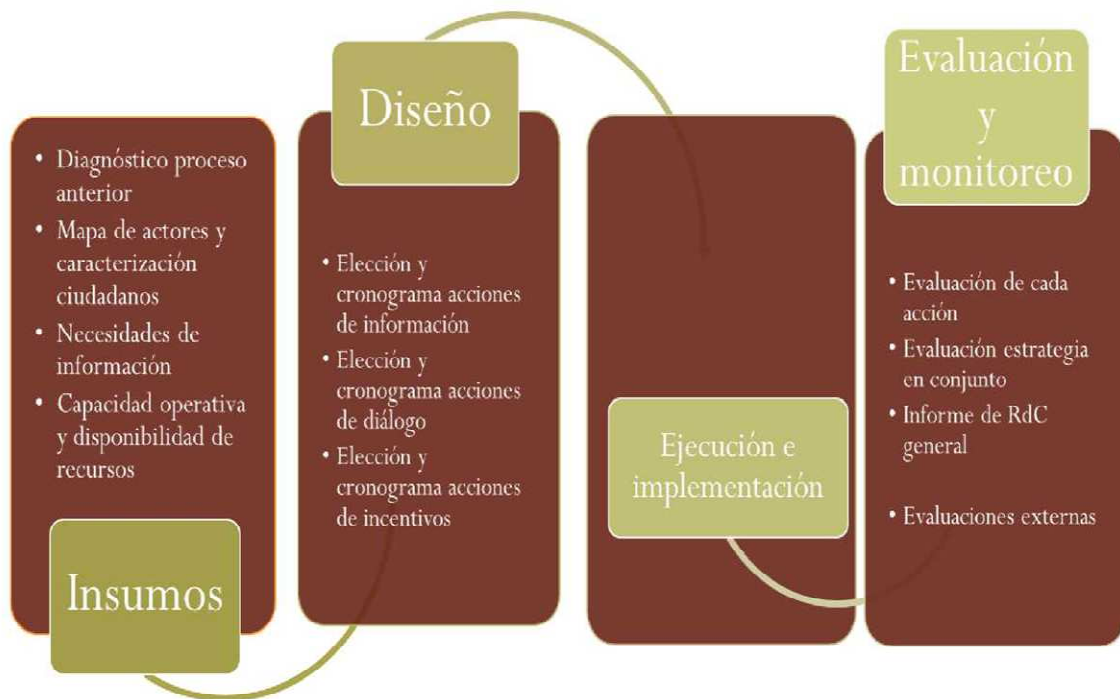 • Diagnóstico proceso
anterior
• Mapa de actores y
caracterización
ciudadanos
• Necesidades de
información
• Capacidad operativa
y disponibilidad de
recursos
Insumos
Diseño
• Elección y
cronograma acciones
de información
• Elección y
cronograma acciones
de diálogo
• Elección y
cronograma acciones
de incentivos
Ejecución e
implementación
Evaluación
y
monitoreo
• Evaluación de cada
acción
• Evaluación estrategia
en conjunto
• Informe de RdC
general
• Evaluaciones externas